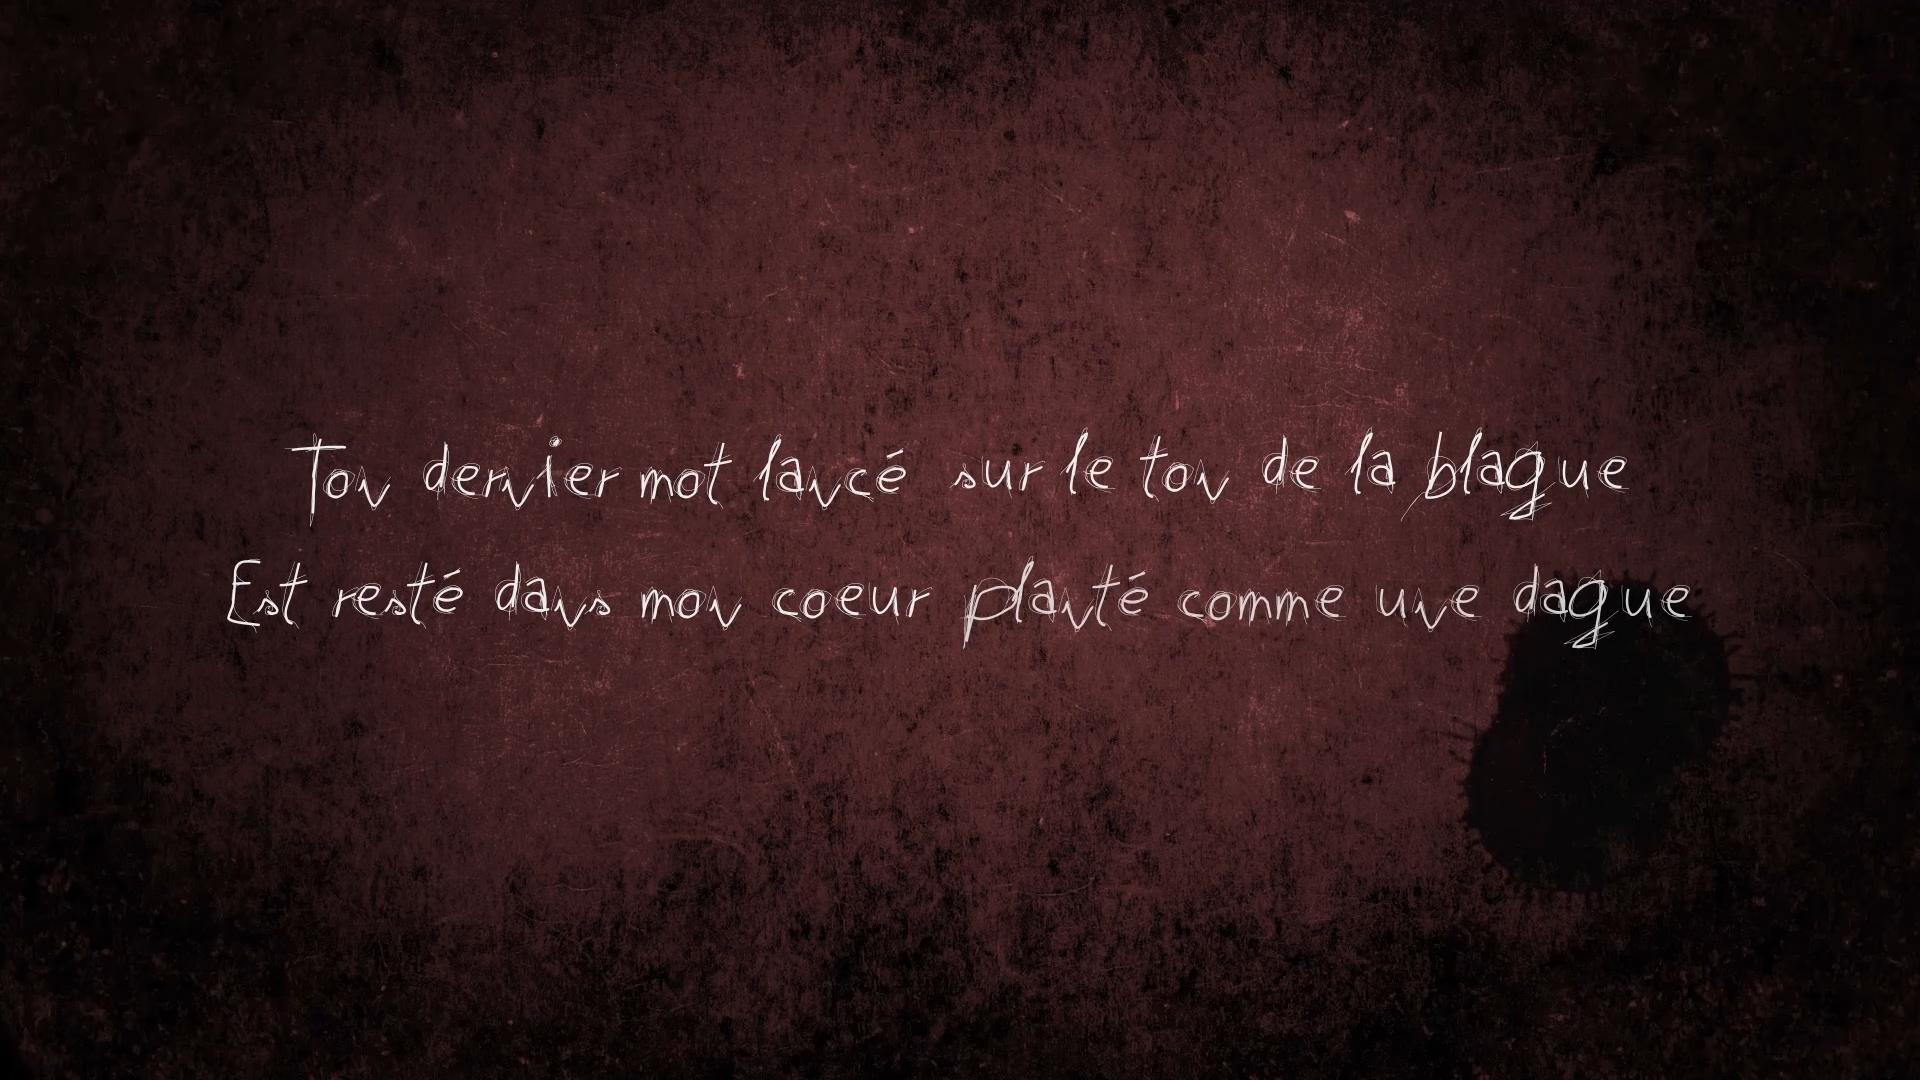 Ton dernier mot lancé sur le ton de la blague
Est resté dans mon coeur planté comme une dague